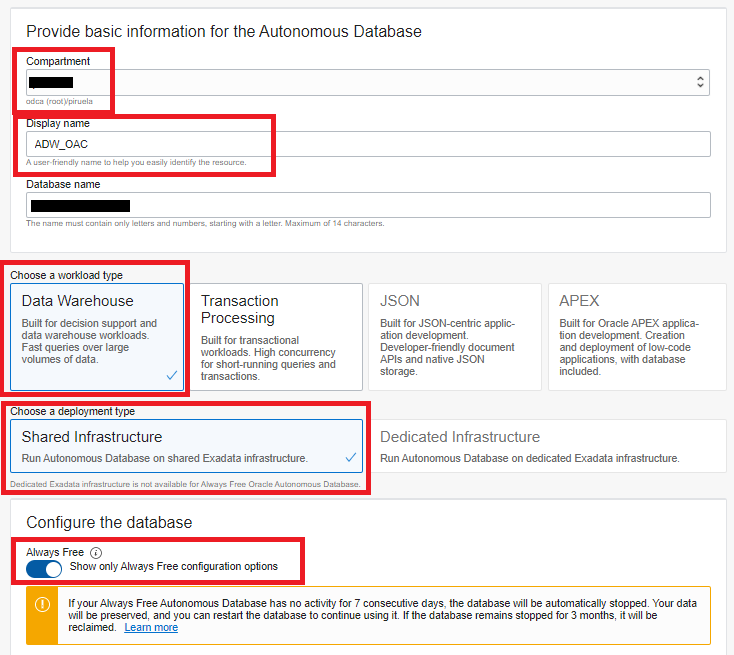 Provide basic information for the Autonomous Database
Compartment
odca (root)/piruela
Display name
ADW_OAC
A user-friendly name to help you easily identify the resource.
Database name
The name must contain only letters and numbers, starting with a letter. Maximum of 14 characters.
Choose a workload type
Data Warehouse
Built for decision support and
data warehouse workloads.
Fast queries over large
volumes of data.
Transaction
Processing
Built for transactional
workloads. High concurrency
for short-running queries and
transactions.
JSON
Built for JSON-centric applic-
ation development.
Developer-friendly document
APIs and native JSON
storage.
APEX
Built for Oracle APEX applica-
tion development. Creation
and deployment of low-code
applications, with database
included.
Choose a deployment type
Shared Infrastructure
Run Autonomous Database on shared Exadata infrastructure.
Dedicated Infrastructure
Run Autonomous Database on dedicated Exadata infrastructure.
Dedicated Exadata infrastructure is not available for Always Free Oracle Autonomous Database.
Configure the database
Always Free
Show only Always Free configuration options
If your Always Free Autonomous Database has no activity for 7 consecutive days, the database will be automatically stopped. Your data
will be preserved, and you can restart the database to continue using it. If the database remains stopped for 3 months, it will be
reclaimed. Learn more